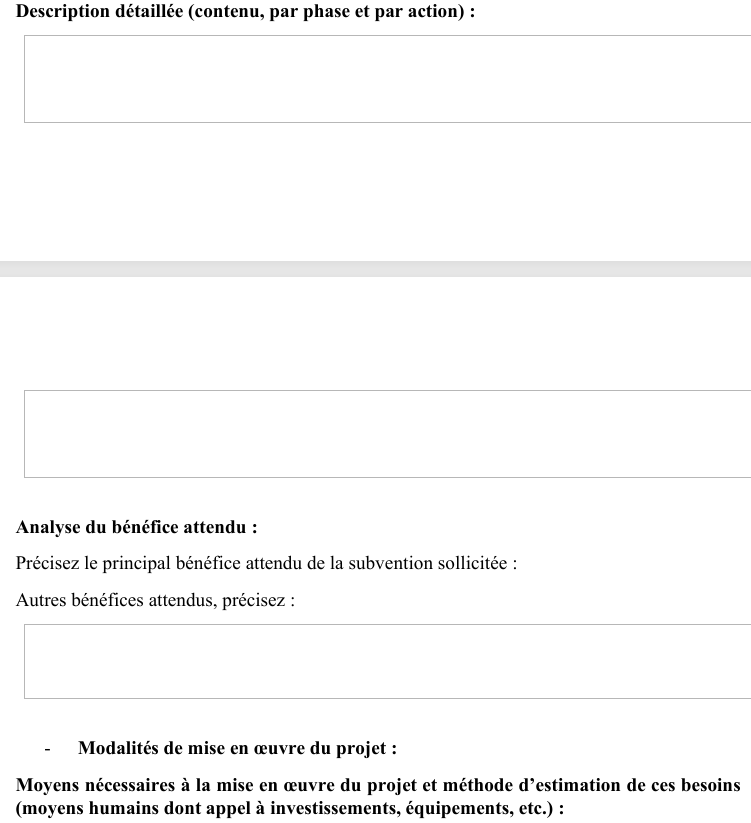 Description détaillée (contenu, par phase et par action) :
Analyse du bénéfice attendu :
Précisez le principal bénéfice attendu de la subvention sollicitée :
Autres bénéfices attendus, précisez :
- Modalités de mise en œuvre du projet :
Moyens nécessaires à la mise en œuvre du projet et méthode d’estimation de ces besoins
(moyens humains dont appel à investissements, équipements, etc.) :